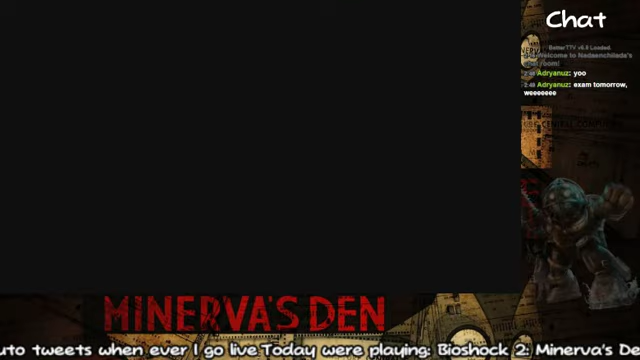 Chat
BetterTTV v6.8 Loaded.
Welcome to Nadaenchilada's
chat room!
Adryanuz: yoo
Adryanuz: exam tomorrow,
weeeeeee
MINERVA'S DEN
uto tweets when ever I go live Today were playing: Bioshock 2: Minerva's De